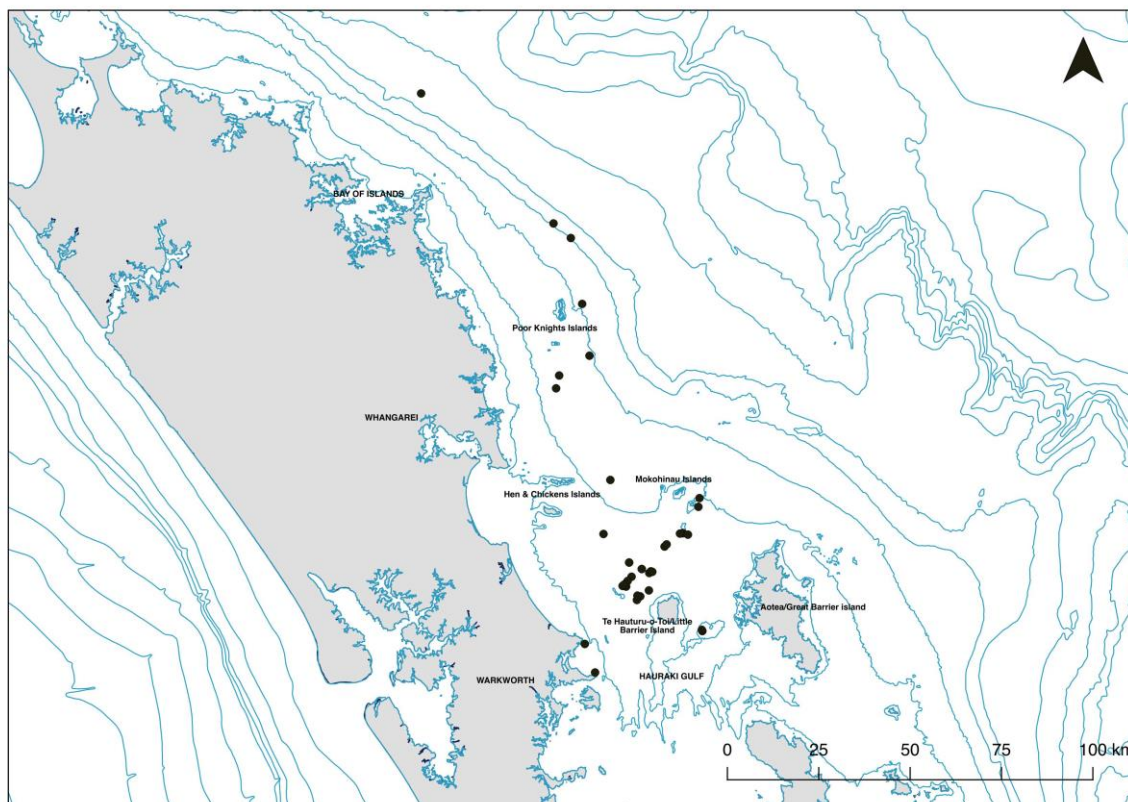 BAY OF ISLANDS
Poor Knights Islands
WHANGAREI
Mokohinau Islands
Hen & Chickens Islands
Aotea/Great Barrier island
Te Hauturu-o-Toi/Little
Barrier Island
HAURAKI GULF
WARKWORTH
0 25 50 75 100 km